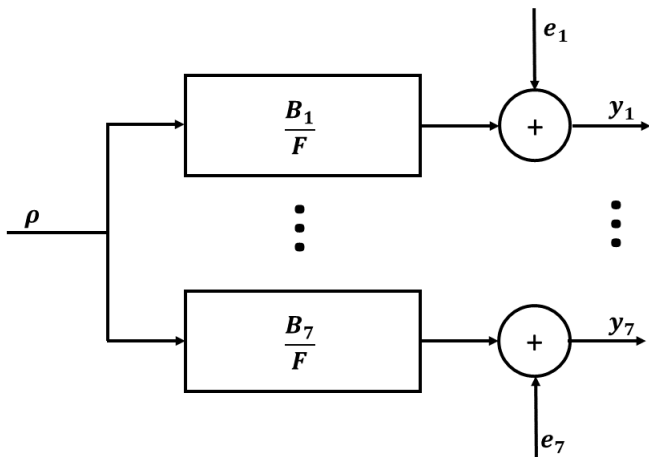 e₁
B₁
F
+
y₁
ρ
B₇
F
+
y₇
e₇